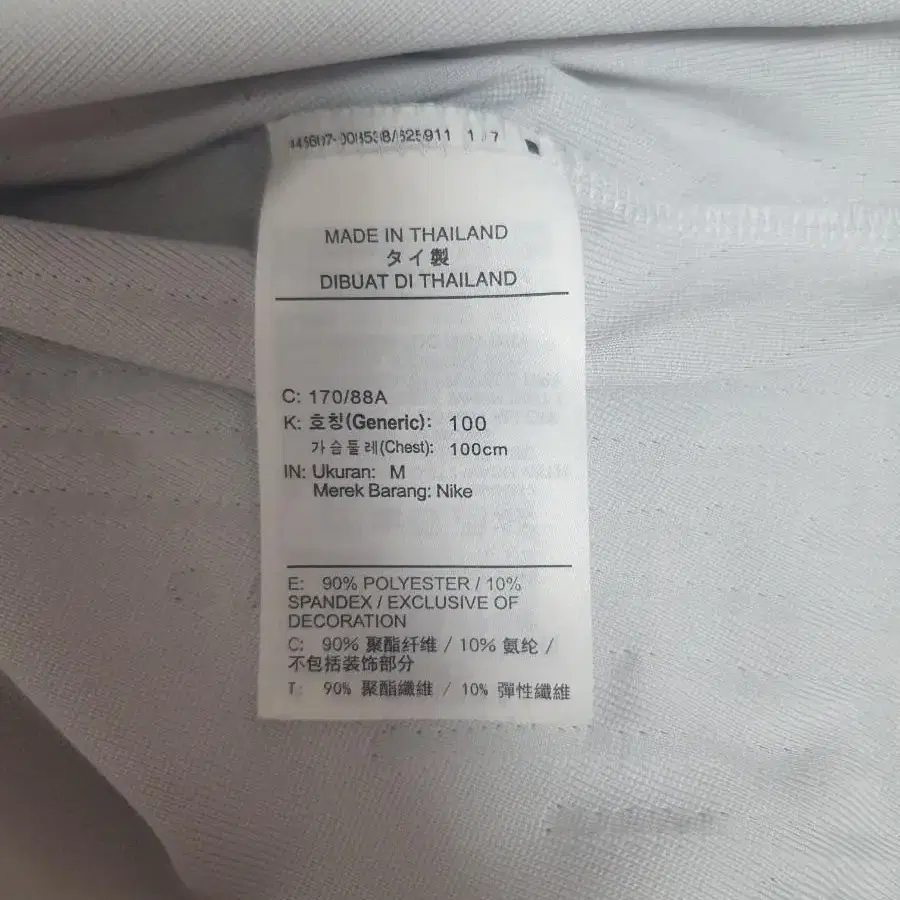 MADE IN THAILAND
タイ製
DIBUAT DI THAILAND
C: 170/88A
K: 호칭(Generic): 100
가슴둘레(Chest): 100cm
IN: Ukuran: M
Merek Barang: Nike
E: 90% POLYESTER / 10%
SPANDEX / EXCLUSIVE OF
DECORATION
C: 90% 聚酯纤维 / 10% 氨纶 /
不包括装饰部分
T: 90% 聚酯纖維 / 10% 彈性纖維